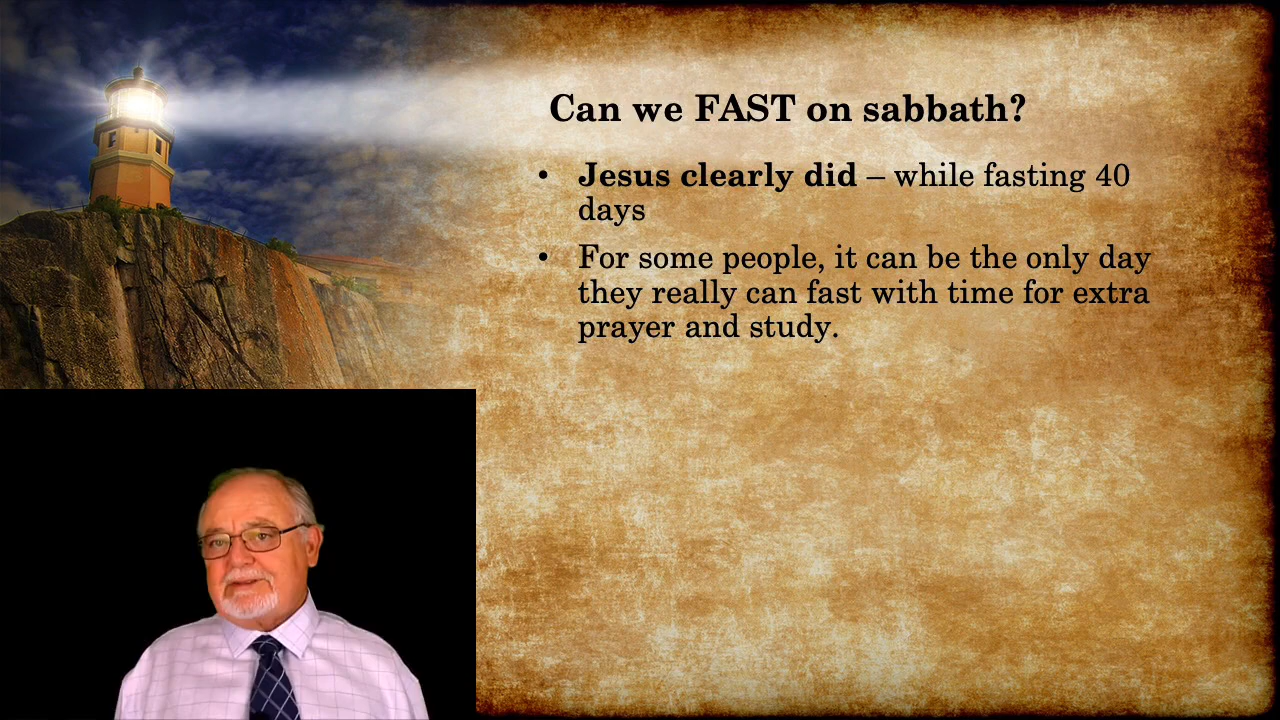 Can we FAST on sabbath?
• Jesus clearly did – while fasting 40
days
• For some people, it can be the only day
they really can fast with time for extra
prayer and study.